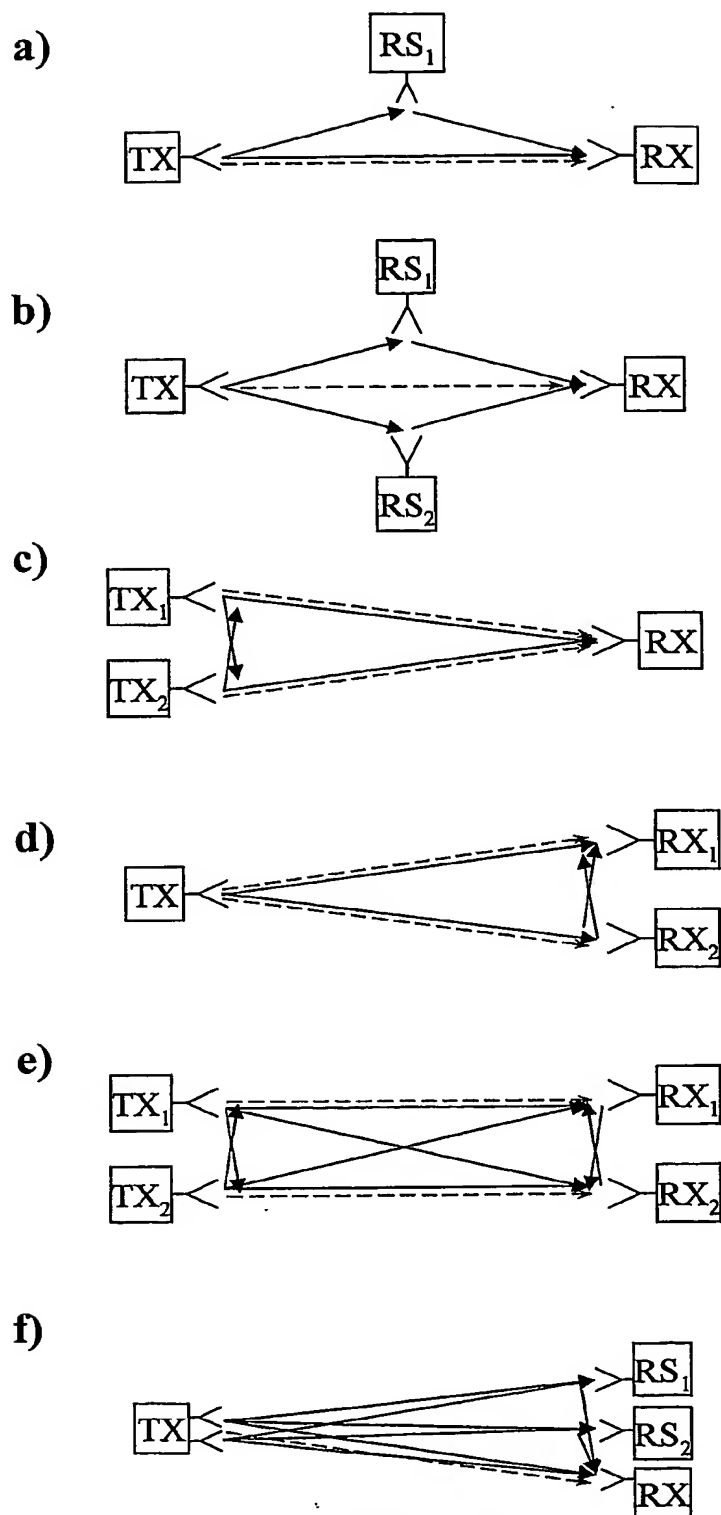 a)
RS₁
TX
RX
b)
RS₁
TX
RX
RS₂
c)
TX₁
RX
TX₂
d)
RX₁
TX
RX₂
e)
TX₁
RX₁
TX₂
RX₂
f)
RS₁
TX
RS₂
RX